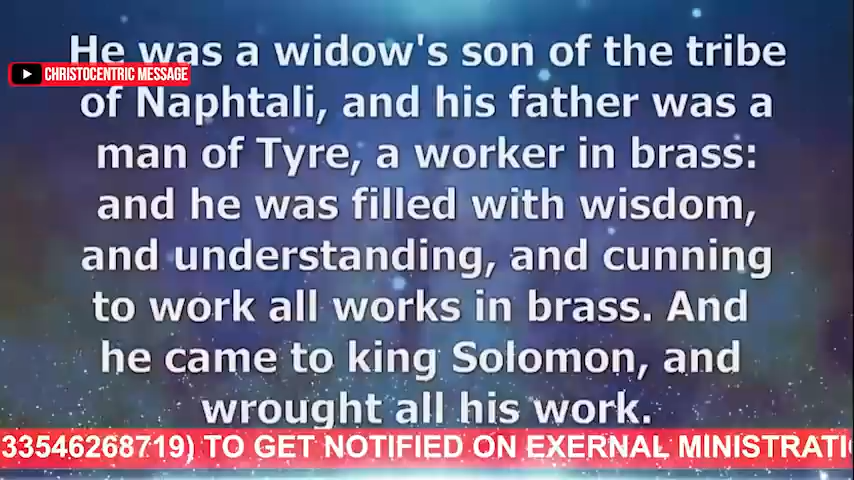 He was a widow's son of the tribe
CHRISTOCENTRIC MESSAGE
of Naphtali, and his father was a
man of Tyre, a worker in brass:
and he was filled with wisdom,
and understanding, and cunning
to work all works in brass. And
he came to king Solomon, and
wrought all his work.
33546268719) TO GET NOTIFIED ON EXERNAL MINISTRATI